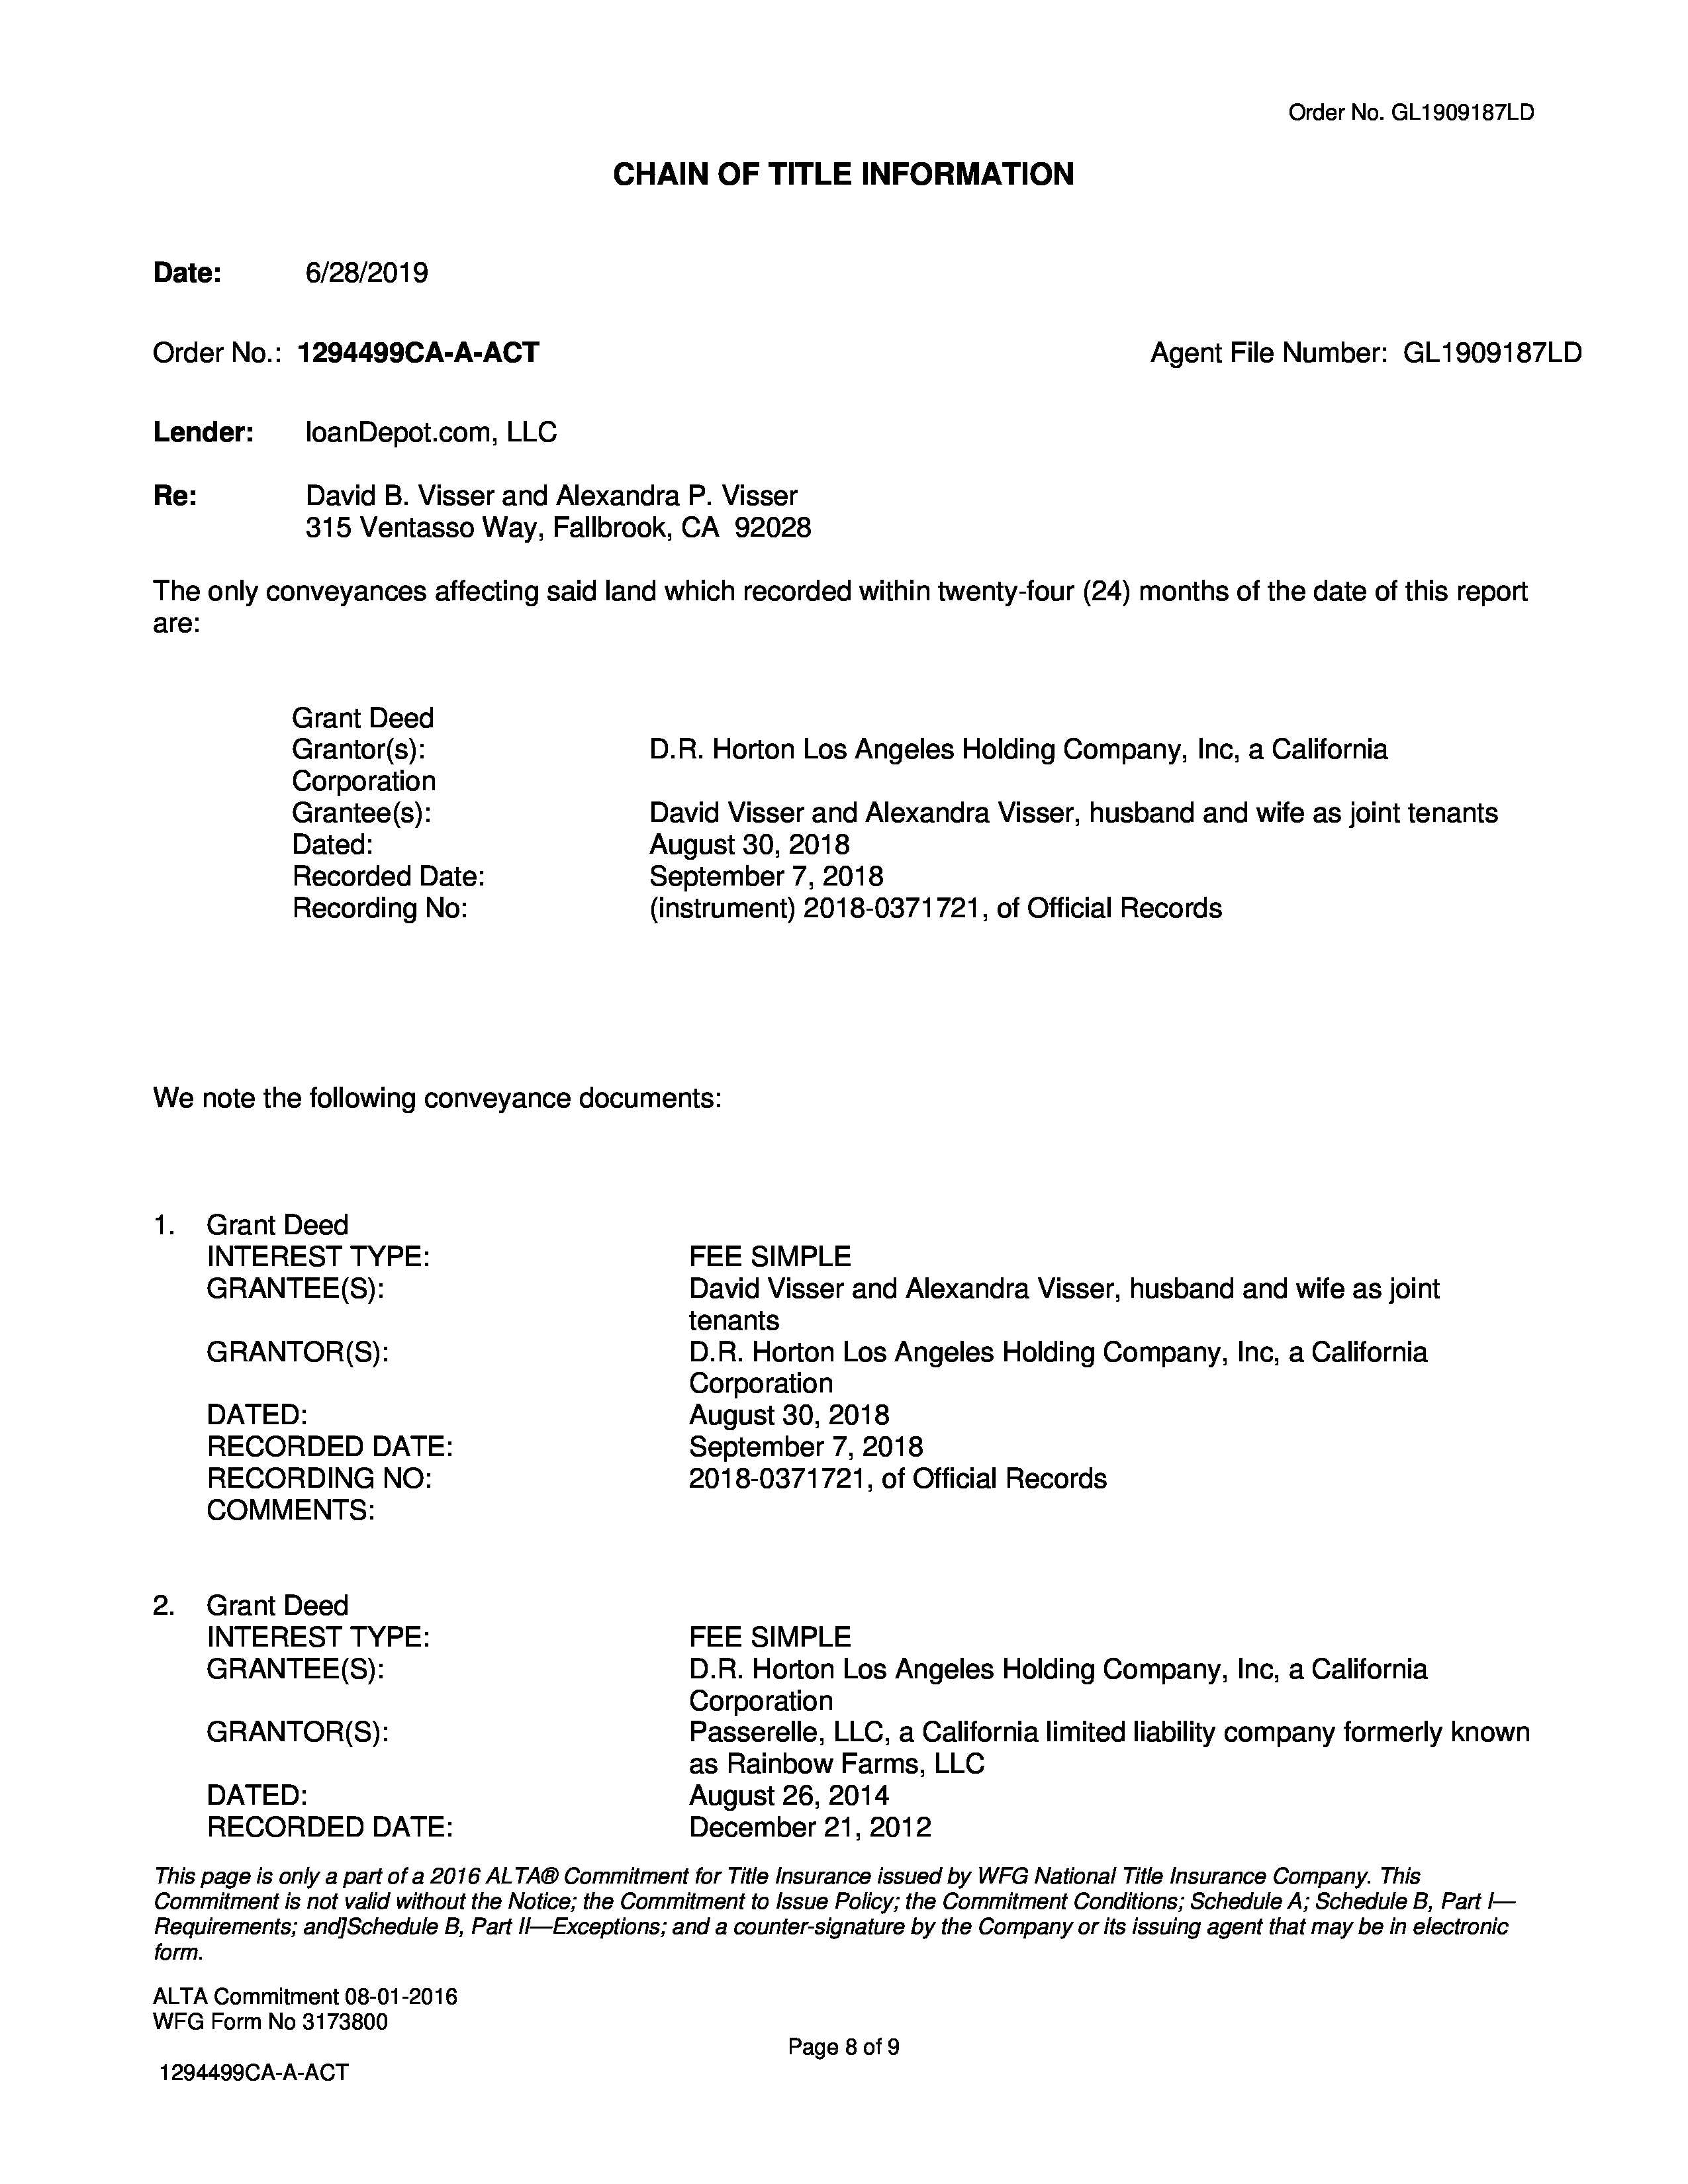 Order No. GL1909187LD
CHAIN OF TITLE INFORMATION
Date: 6/28/2019
Order No.: 1294499CA-A-ACT Agent File Number: GL1909187LD
Lender: loanDepot.com, LLC
Re: David B. Visser and Alexandra P. Visser
315 Ventasso Way, Fallbrook, CA 92028
The only conveyances affecting said land which recorded within twenty-four (24) months of the date of this report
are:
Grant Deed
Grantor(s): D.R. Horton Los Angeles Holding Company, Inc, a California
Corporation
Grantee(s): David Visser and Alexandra Visser, husband and wife as joint tenants
Dated: August 30, 2018
Recorded Date: September 7, 2018
Recording No: (instrument) 2018-0371721, of Official Records
We note the following conveyance documents:
1. Grant Deed
INTEREST TYPE: FEE SIMPLE
GRANTEE(S): David Visser and Alexandra Visser, husband and wife as joint
tenants
GRANTOR(S): D.R. Horton Los Angeles Holding Company, Inc, a California
Corporation
DATED: August 30, 2018
RECORDED DATE: September 7, 2018
RECORDING NO: 2018-0371721, of Official Records
COMMENTS:
2. Grant Deed
INTEREST TYPE: FEE SIMPLE
GRANTEE(S): D.R. Horton Los Angeles Holding Company, Inc, a California
Corporation
GRANTOR(S): Passerelle, LLC, a California limited liability company formerly known
as Rainbow Farms, LLC
DATED: August 26, 2014
RECORDED DATE: December 21, 2012
This page is only a part of a 2016 ALTA® Commitment for Title Insurance issued by WFG National Title Insurance Company. This
Commitment is not valid without the Notice; the Commitment to Issue Policy; the Commitment Conditions; Schedule A; Schedule B, Part I—
Requirements; and]Schedule B, Part II—Exceptions; and a counter-signature by the Company or its issuing agent that may be in electronic
form.
ALTA Commitment 08-01-2016
WFG Form No 3173800
Page 8 of 9
1294499CA-A-ACT